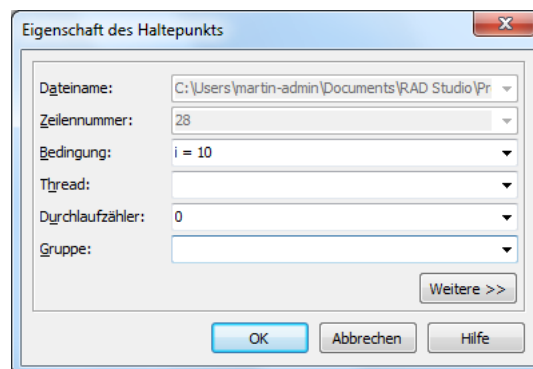 Eigenschaft des Haltepunkts
Dateiname: C:\Users\martin-admin\Documents\RAD Studio\Pr
Zeilennummer: 28
Bedingung: i = 10
Thread:
Durchlaufzähler: 0
Gruppe:
Weitere >>
OK Abbrechen Hilfe